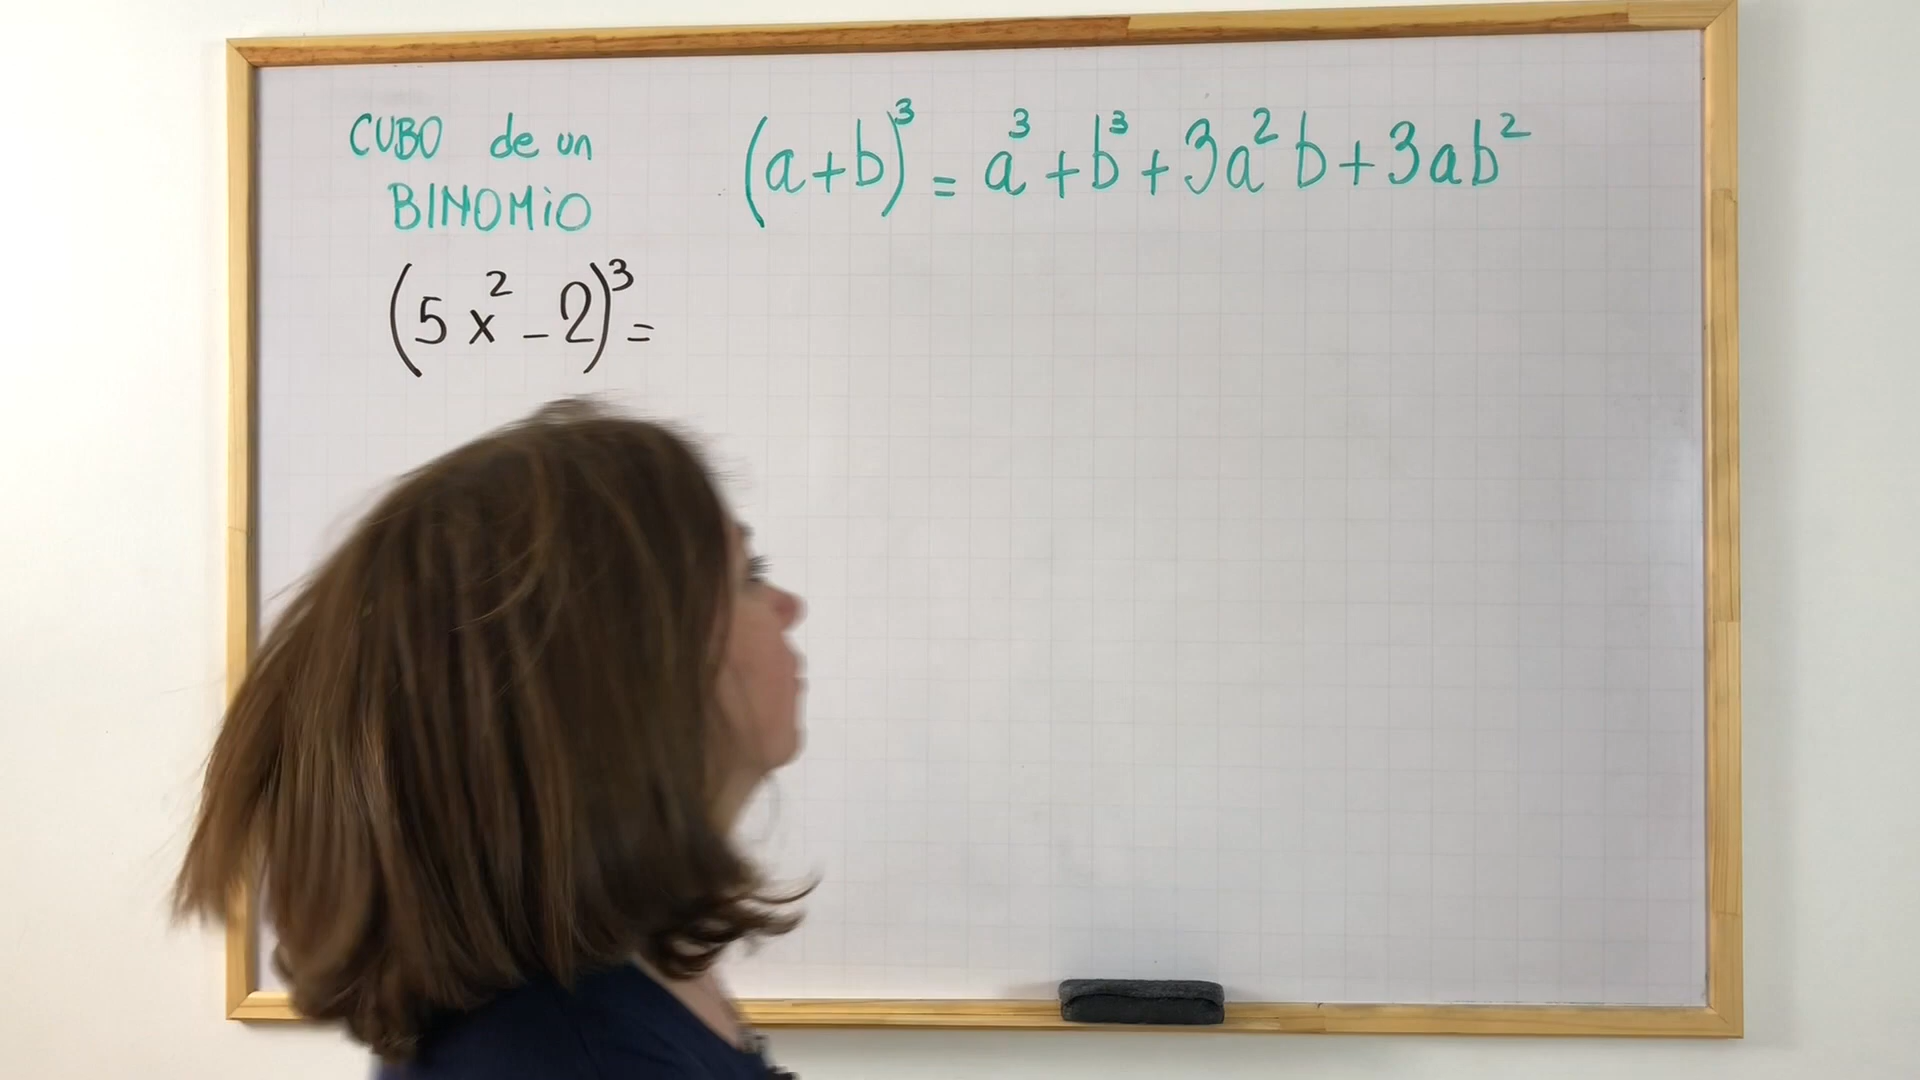 CUBO de un
BINOMiO
(a+b)³ = a³+b³+3a²b+3ab²
(5x²-2)³=